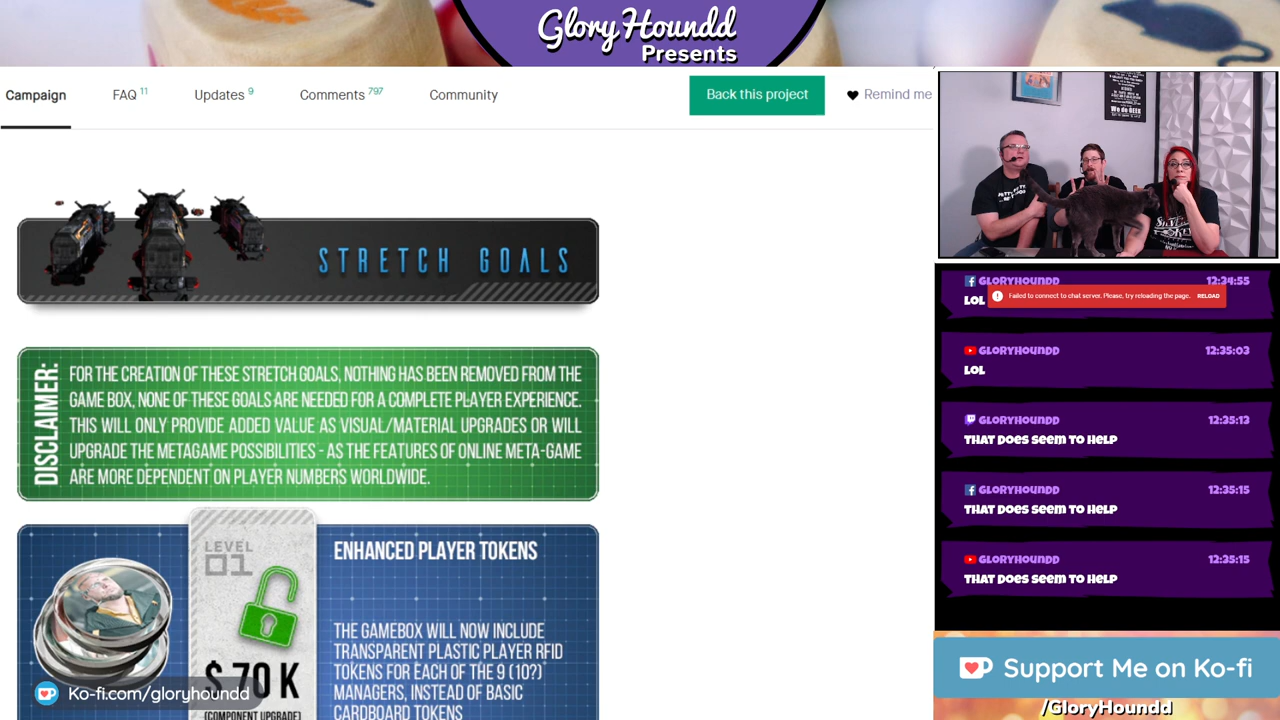 GloryHoundd
Presents
Campaign
FAQ 11
Updates 9
Comments 797
Community
Back this project
Remind me
STRETCH GOALS
DISCLAIMER:
FOR THE CREATION OF THESE STRETCH GOALS, NOTHING HAS BEEN REMOVED FROM THE
GAME BOX, NONE OF THESE GOALS ARE NEEDED FOR A COMPLETE PLAYER EXPERIENCE.
THIS WILL ONLY PROVIDE ADDED VALUE AS VISUAL/MATERIAL UPGRADES OR WILL
UPGRADE THE METAGAME POSSIBILITIES - AS THE FEATURES OF ONLINE META-GAME
ARE MORE DEPENDENT ON PLAYER NUMBERS WORLDWIDE.
LEVEL
01
$ 70 K
(COMPONENT UPGRADE)
ENHANCED PLAYER TOKENS
THE GAMEBOX WILL NOW INCLUDE
TRANSPARENT PLASTIC PLAYER RFID
TOKENS FOR EACH OF THE 9 (10?)
MANAGERS, INSTEAD OF BASIC
CARDBOARD TOKENS
Ko-fi.com/gloryhoundd
We do GEEK
GLORYHOUNDD 12:34:55
LOL
Failed to connect to chat server. Please, try reloading the page. RELOAD
GLORYHOUNDD 12:35:03
LOL
GLORYHOUNDD 12:35:13
THAT DOES SEEM TO HELP
GLORYHOUNDD 12:35:15
THAT DOES SEEM TO HELP
GLORYHOUNDD 12:35:15
THAT DOES SEEM TO HELP
Support Me on Ko-fi
/GloryHoundd